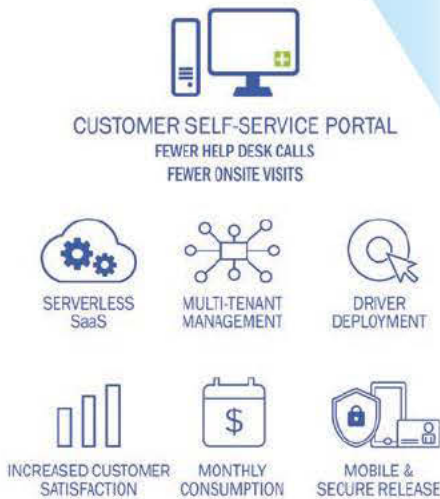 CUSTOMER SELF-SERVICE PORTAL
FEWER HELP DESK CALLS
FEWER ONSITE VISITS
SERVERLESS
SaaS
MULTI-TENANT
MANAGEMENT
DRIVER
DEPLOYMENT
$
INCREASED CUSTOMER
SATISFACTION
MONTHLY
CONSUMPTION
MOBILE &
SECURE RELEASE